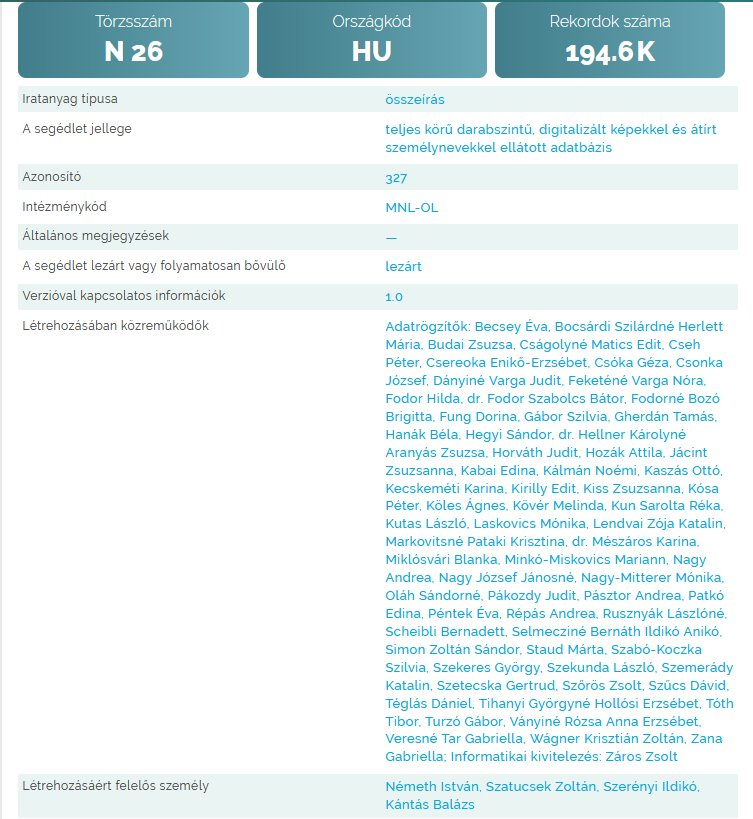 Törzsszám
N 26
Országkód
HU
Rekordok száma
194.6 K
Iratanyag típusa
összeírás
A segédlet jellege
teljes körű darabszintű, digitalizált képekkel és átírt
személynevekkel ellátott adatbázis
Azonosító
327
Intézménykód
MNL-OL
Általános megjegyzések
—
A segédlet lezárt vagy folyamatosan bővülő
lezárt
Verzióval kapcsolatos információk
1.0
Létrehozásában közreműködők
Adatrögzítők: Becsey Éva, Bocsárdi Szilárdné Herlett
Mária, Budai Zsuzsa, Cságolyné Matics Edit, Cseh
Péter, Csereoka Enikő-Erzsébet, Csóka Géza, Csonka
József, Dányiné Varga Judit, Feketéné Varga Nóra,
Fodor Hilda, dr. Fodor Szabolcs Bátor, Fodorné Bozó
Brigitta, Fung Dorina, Gábor Szilvia, Gherdán Tamás,
Hanák Béla, Hegyi Sándor, dr. Hellner Károlyné
Aranyás Zsuzsa, Horváth Judit, Hozák Attila, Jácint
Zsuzsanna, Kabai Edina, Kálmán Noémi, Kaszás Ottó,
Kecskeméti Karina, Kirilly Edit, Kiss Zsuzsanna, Kósa
Péter, Köles Ágnes, Kövér Melinda, Kun Sarolta Réka,
Kutas László, Laskovics Mónika, Lendvai Zója Katalin,
Markovitsné Pataki Krisztina, dr. Mészáros Karina,
Miklósvári Blanka, Minkó-Miskovics Mariann, Nagy
Andrea, Nagy József Jánosné, Nagy-Mitterer Mónika,
Oláh Sándorné, Pákozdy Judit, Pásztor Andrea, Patkó
Edina, Péntek Éva, Répás Andrea, Rusznyák Lászlóné,
Scheibli Bernadett, Selmecziné Bernáth Ildikó Anikó,
Simon Zoltán Sándor, Staud Márta, Szabó-Koczka
Szilvia, Szekeres György, Szekunda László, Szemerády
Katalin, Szetecska Gertrud, Szőrös Zsolt, Szűcs Dávid,
Téglás Dániel, Tihanyi Györgyné Hollósi Erzsébet, Tóth
Tibor, Turzó Gábor, Ványiné Rózsa Anna Erzsébet,
Veresné Tar Gabriella, Wágner Krisztián Zoltán, Zana
Gabriella; Informatikai kivitelezés: Záros Zsolt
Létrehozásáért felelős személy
Németh István, Szatucsek Zoltán, Szerényi Ildikó,
Kántás Balázs